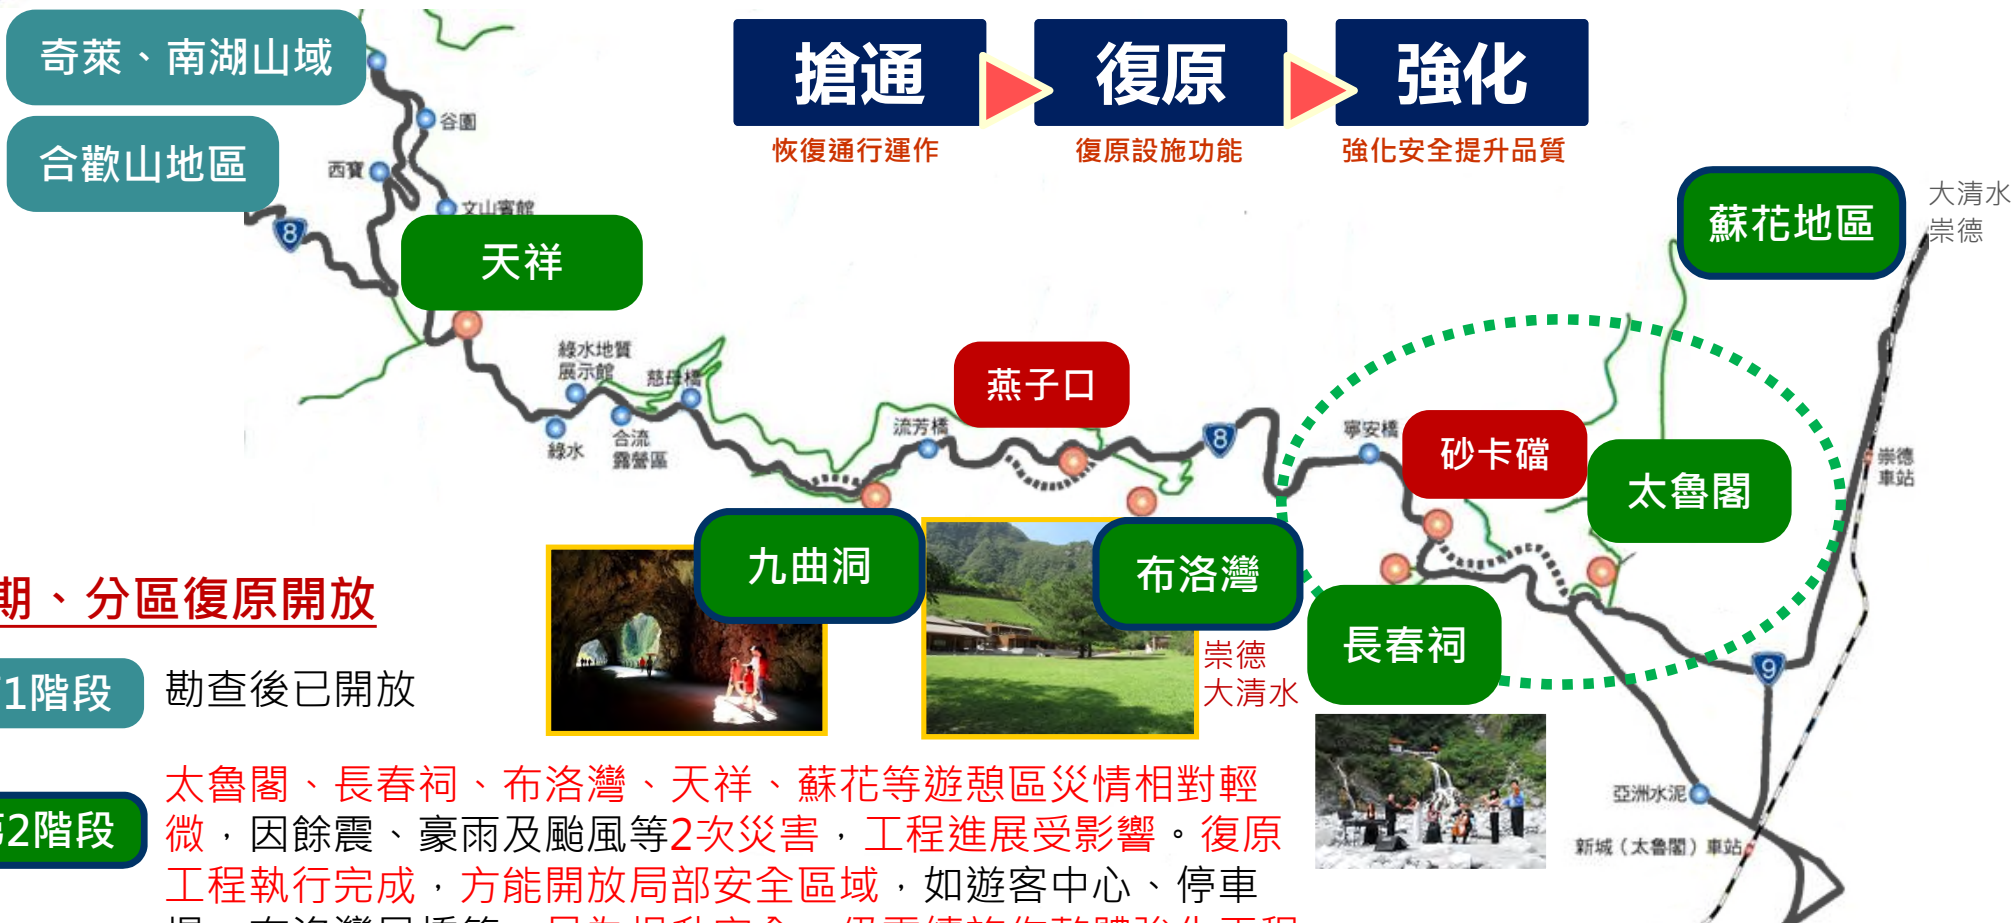 奇萊、南湖山域
合歡山地區
搶通
復原
強化
恢復通行運作
復原設施功能
強化安全提升品質
谷園
西寶
文山賓館
8
天祥
蘇花地區
大清水
崇德
綠水地質
展示館
慈母橋
綠水
合流
露營區
流芳橋
燕子口
8
寧安橋
砂卡礑
太魯閣
崇德
車站
九曲洞
布洛灣
長春祠
崇德
大清水
9
亞洲水泥
新城（太魯閣）車站
期、分區復原開放
1階段
勘查後已開放
第2階段
太魯閣、長春祠、布洛灣、天祥、蘇花等遊憩區災情相對輕
微，因餘震、豪雨及颱風等2次災害，工程進展受影響。復原
工程執行完成，方能開放局部安全區域，如遊客中心、停車